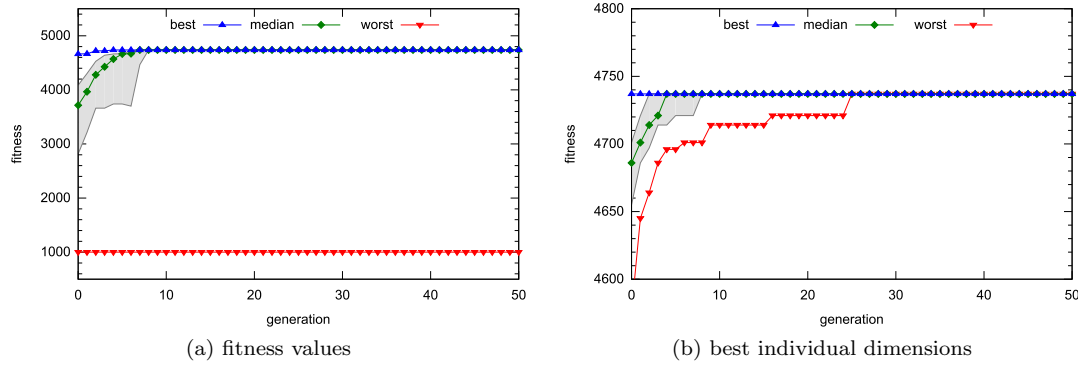 best median worst
5000
4000
3000
2000
1000
fitness
0 10 20 30 40 50
generation
(a) fitness values
best median worst
4800
4750
4700
4650
4600
fitness
0 10 20 30 40 50
generation
(b) best individual dimensions